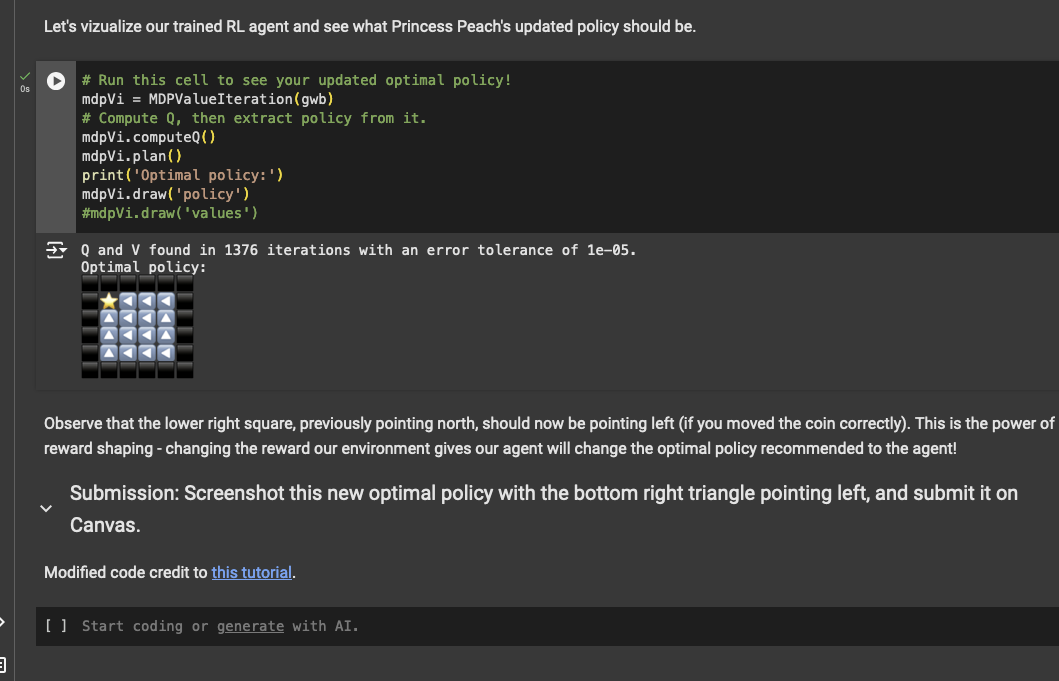 Let's vizualize our trained RL agent and see what Princess Peach's updated policy should be.
0s
# Run this cell to see your updated optimal policy!
mdpVi = MDPValueIteration(gwb)
# Compute Q, then extract policy from it.
mdpVi.computeQ()
mdpVi.plan()
print('Optimal policy:')
mdpVi.draw('policy')
#mdpVi.draw('values')
Q and V found in 1376 iterations with an error tolerance of 1e-05.
Optimal policy:
Observe that the lower right square, previously pointing north, should now be pointing left (if you moved the coin correctly). This is the power of
reward shaping - changing the reward our environment gives our agent will change the optimal policy recommended to the agent!
Submission: Screenshot this new optimal policy with the bottom right triangle pointing left, and submit it on
Canvas.
Modified code credit to this tutorial.
[ ] Start coding or generate with AI.